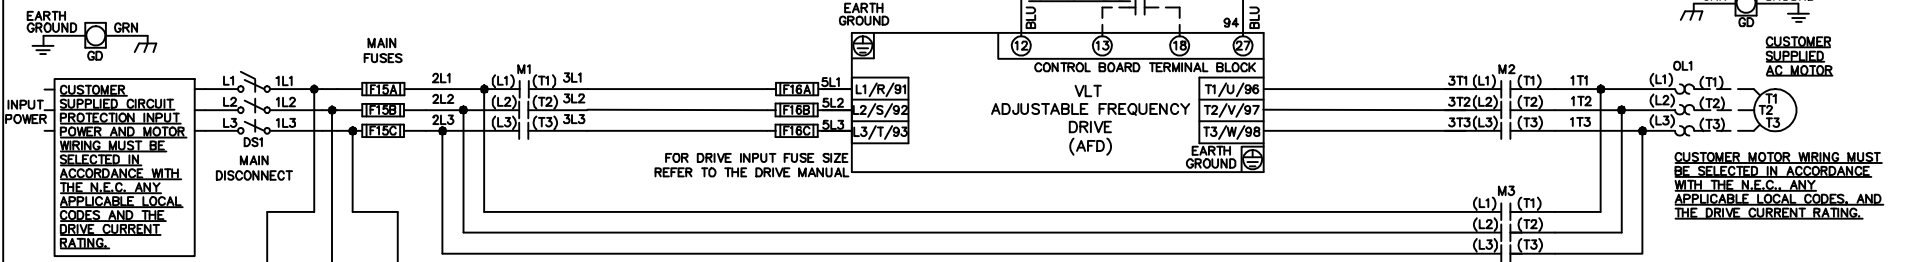 EARTH
GROUND
GRN
GD
MAIN
FUSES
EARTH
GROUND
BLU
94
BLU
GD
CUSTOMER
SUPPLIED
AC MOTOR
INPUT
POWER
CUSTOMER
SUPPLIED CIRCUIT
PROTECTION INPUT
POWER AND MOTOR
WIRING MUST BE
SELECTED IN
ACCORDANCE WITH
THE N.E.C. ANY
APPLICABLE LOCAL
CODES AND THE
DRIVE CURRENT
RATING.
L1 1L1
L2 1L2
L3 1L3
DS1
MAIN
DISCONNECT
F15A
F15B
F15C
2L1
2L2
2L3
M1
(L1) (T1) 3L1
(L2) (T2) 3L2
(L3) (T3) 3L3
F16A 5L1
F16B 5L2
F16C 5L3
FOR DRIVE INPUT FUSE SIZE
REFER TO THE DRIVE MANUAL
12 13 18 27
CONTROL BOARD TERMINAL BLOCK
L1/R/91
L2/S/92
L3/T/93
VLT
ADJUSTABLE FREQUENCY
DRIVE
(AFD)
T1/U/96
T2/V/97
T3/W/98
EARTH
GROUND
M2
3T1 (L1) (T1) 1T1
3T2 (L2) (T2) 1T2
3T3 (L3) (T3) 1T3
OL1
(L1) (T1)
(L2) (T2)
(L3) (T3)
T1
T2
T3
CUSTOMER MOTOR WIRING MUST
BE SELECTED IN ACCORDANCE
WITH THE N.E.C., ANY
APPLICABLE LOCAL CODES, AND
THE DRIVE CURRENT RATING.
M3
(L1) (T1)
(L2) (T2)
(L3) (T3)